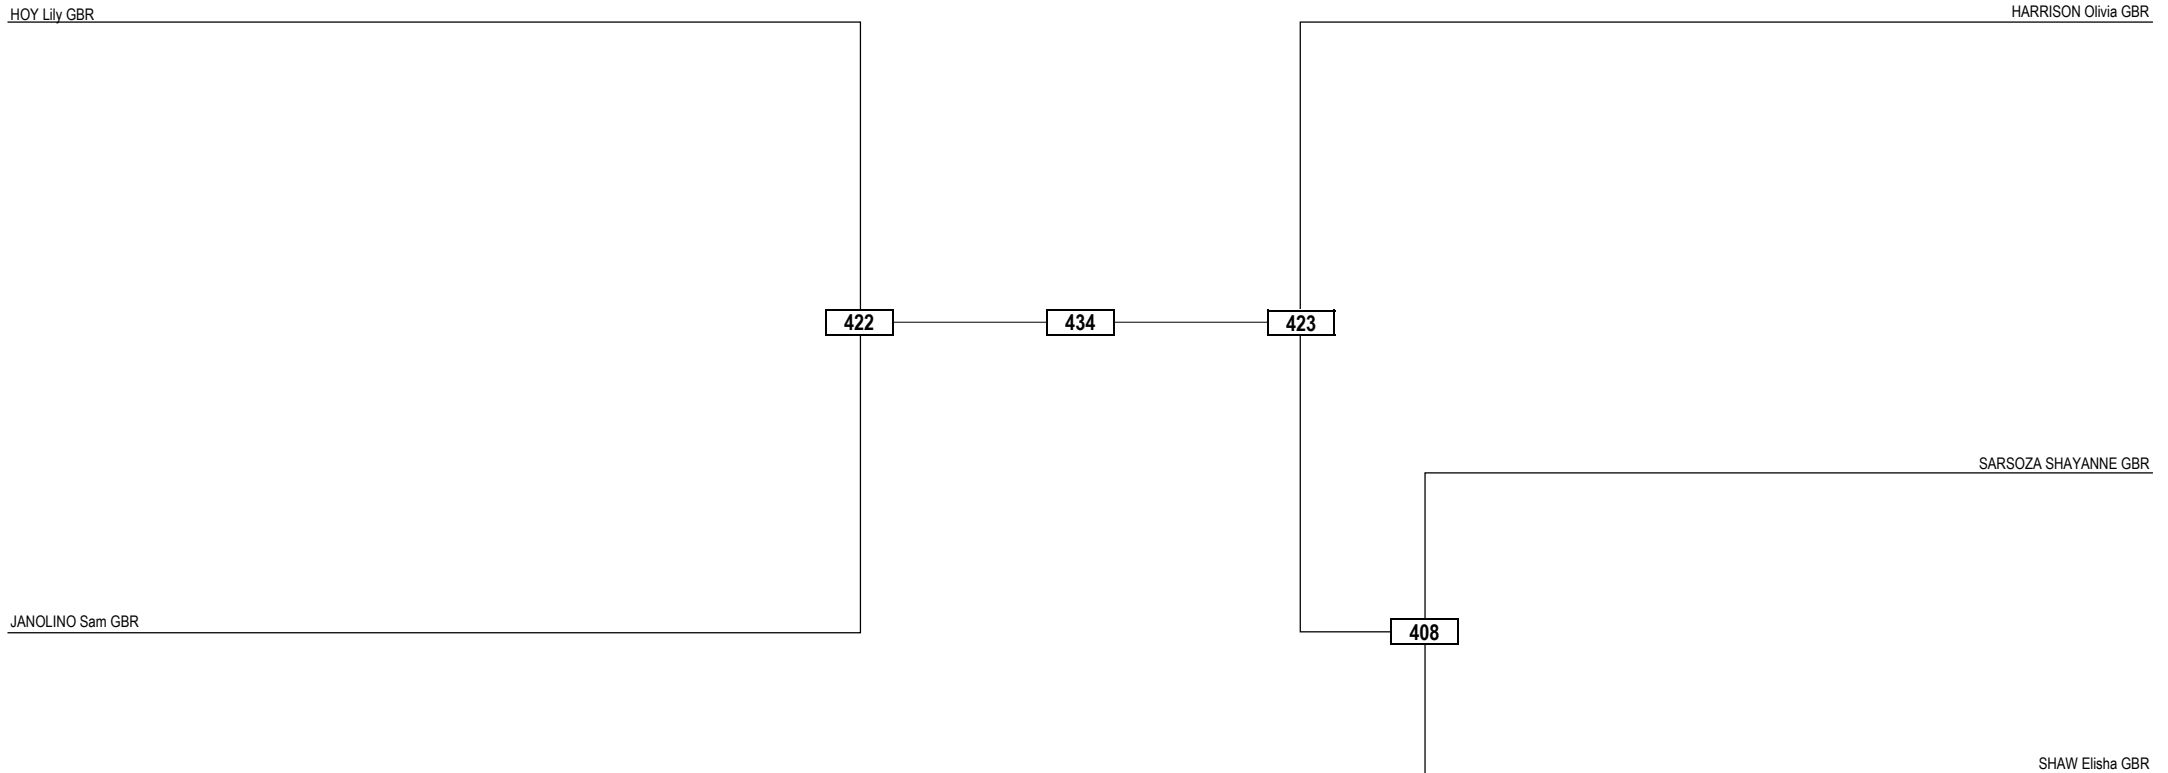 HOY Lily GBR
HARRISON Olivia GBR
422
434
423
SARSOZA SHAYANNE GBR
JANOLINO Sam GBR
408
SHAW Elisha GBR